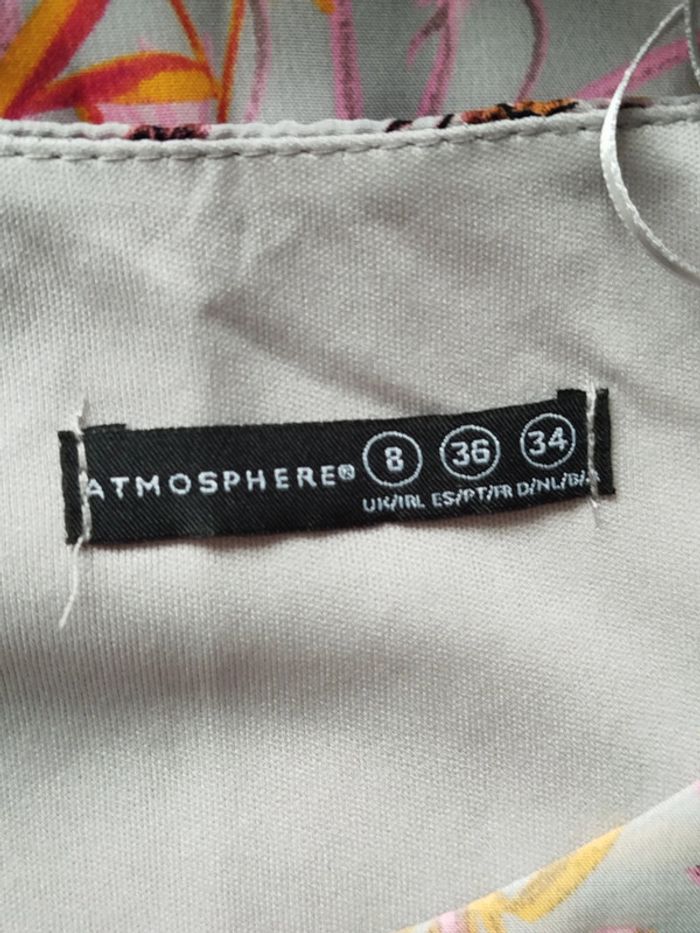 ATMOSPHERE® 8 36 34
UK/IRL ES/PT/FR D/NL/B/A